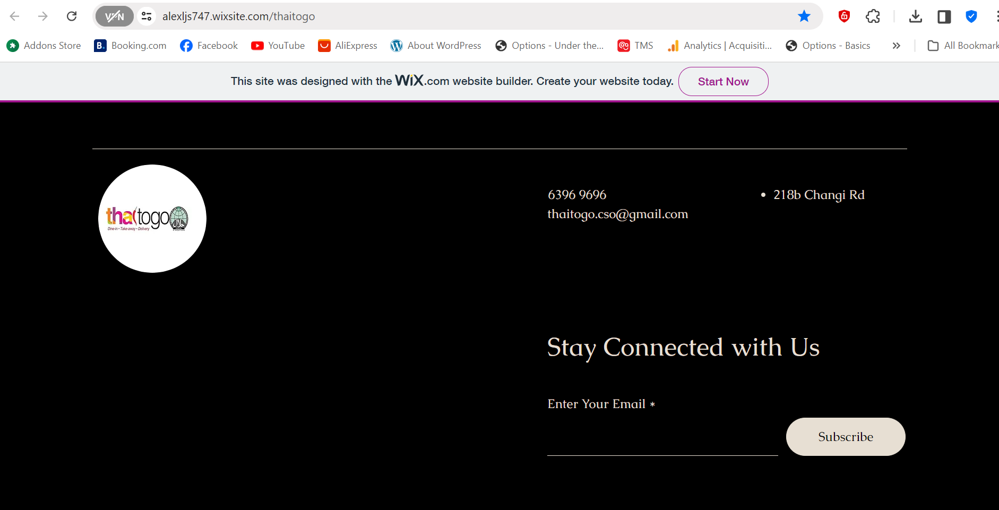 VPN
alexljs747.wixsite.com/thaitogo
Addons Store
B.
Booking.com
Facebook
YouTube
AliExpress
About WordPress
Options - Under the...
TMS
Analytics | Acquisiti...
Options - Basics
»
All Bookmark
This site was designed with the WiX.com website builder. Create your website today.
Start Now
thaitogo
Dine-in • Take-away • Delivery
حلال
6396 9696
thaitogo.cso@gmail.com
• 218b Changi Rd
Stay Connected with Us
Enter Your Email *
Subscribe